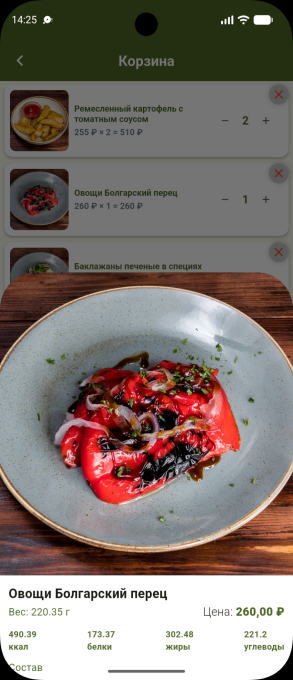 14:25
Корзина
Ремесленный картофель с
томатным соусом
255 ₽ × 2 = 510 ₽
2
Овощи Болгарский перец
260 ₽ × 1 = 260 ₽
1
Баклажаны печеные в специях
Овощи Болгарский перец
Вес: 220.35 г
Цена: 260,00 ₽
490.39 173.37 302.48 221.2
ккал белки жиры углеводы
Состав